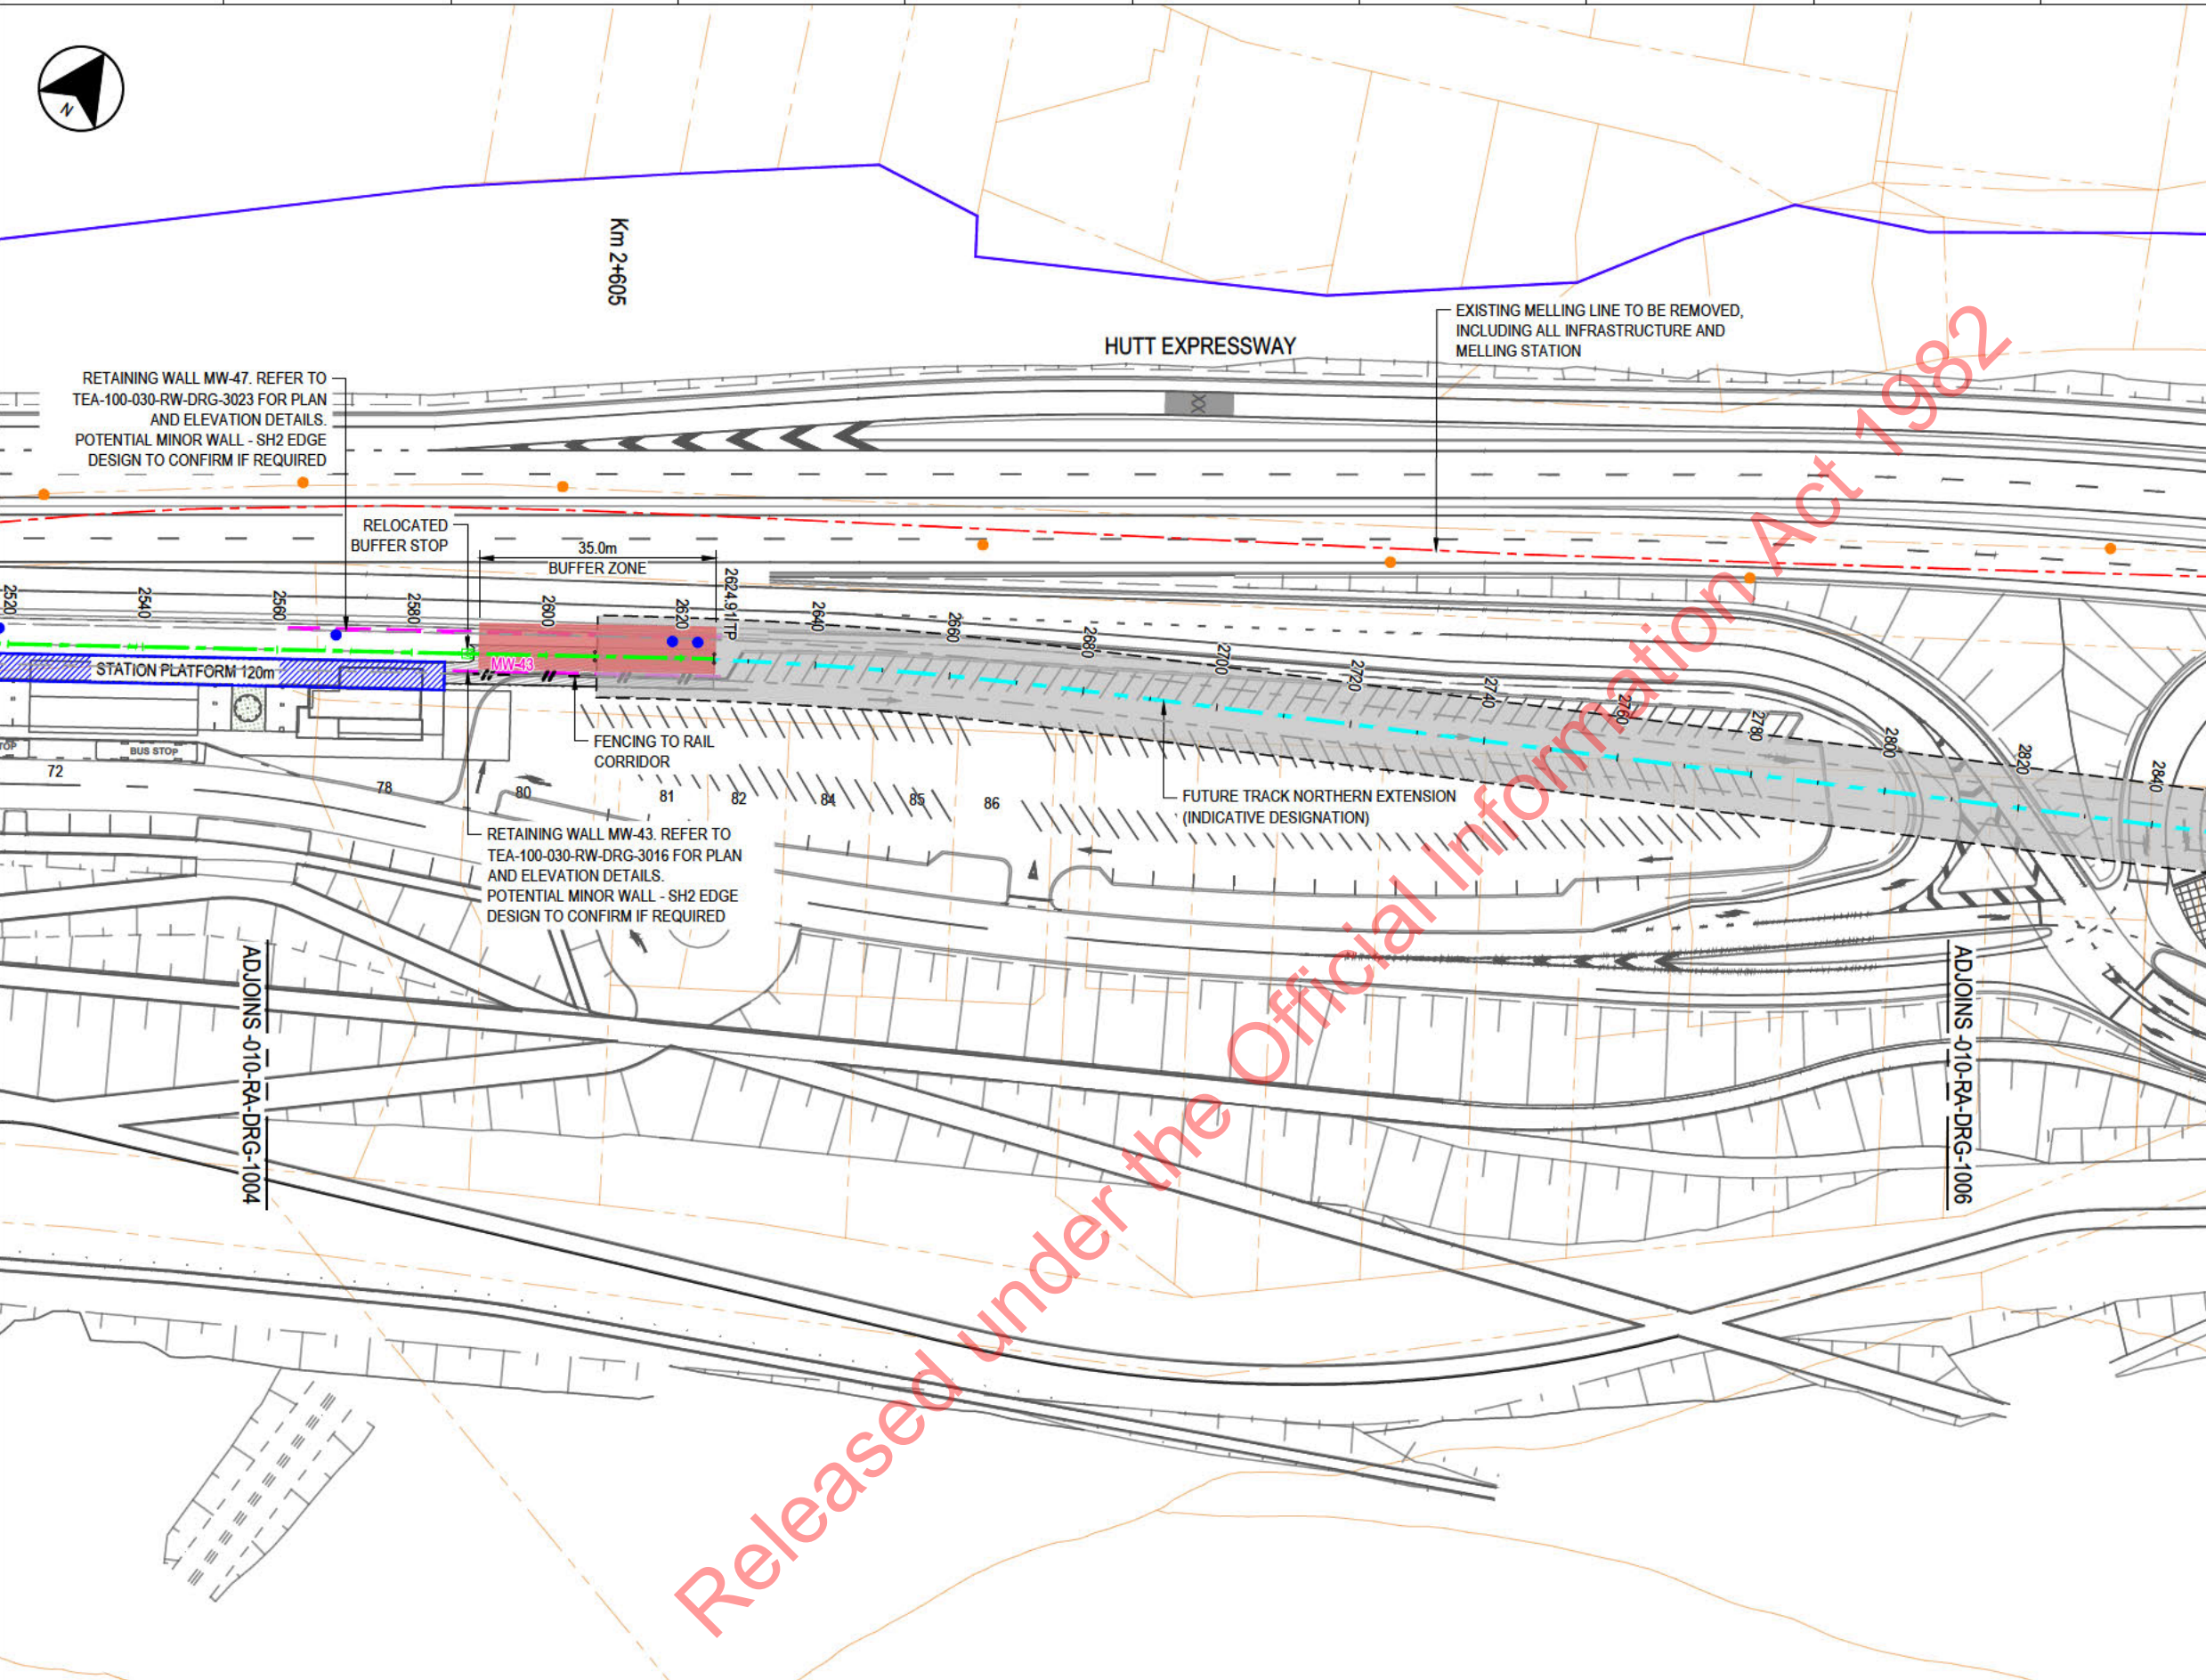 N
Km 2+605
HUTT EXPRESSWAY
EXISTING MELLING LINE TO BE REMOVED,
INCLUDING ALL INFRASTRUCTURE AND
MELLING STATION
RETAINING WALL MW-47. REFER TO
TEA-100-030-RW-DRG-3023 FOR PLAN
AND ELEVATION DETAILS.
POTENTIAL MINOR WALL - SH2 EDGE
DESIGN TO CONFIRM IF REQUIRED
RELOCATED
BUFFER STOP
35.0m
BUFFER ZONE
2520
2540
2560
2580
2600
2620
2624.91 TP
2640
2660
2680
2700
2720
2740
2760
2780
2800
2820
2840
STATION PLATFORM 120m
MW-43
FENCING TO RAIL
CORRIDOR
FUTURE TRACK NORTHERN EXTENSION
(INDICATIVE DESIGNATION)
TOP
BUS STOP
72
78
80
81
82
84
85
86
RETAINING WALL MW-43. REFER TO
TEA-100-030-RW-DRG-3016 FOR PLAN
AND ELEVATION DETAILS.
POTENTIAL MINOR WALL - SH2 EDGE
DESIGN TO CONFIRM IF REQUIRED
ADJOINS -010-RA-DRG-1004
ADJOINS -010-RA-DRG-1006
Released under the Official Information Act 1982